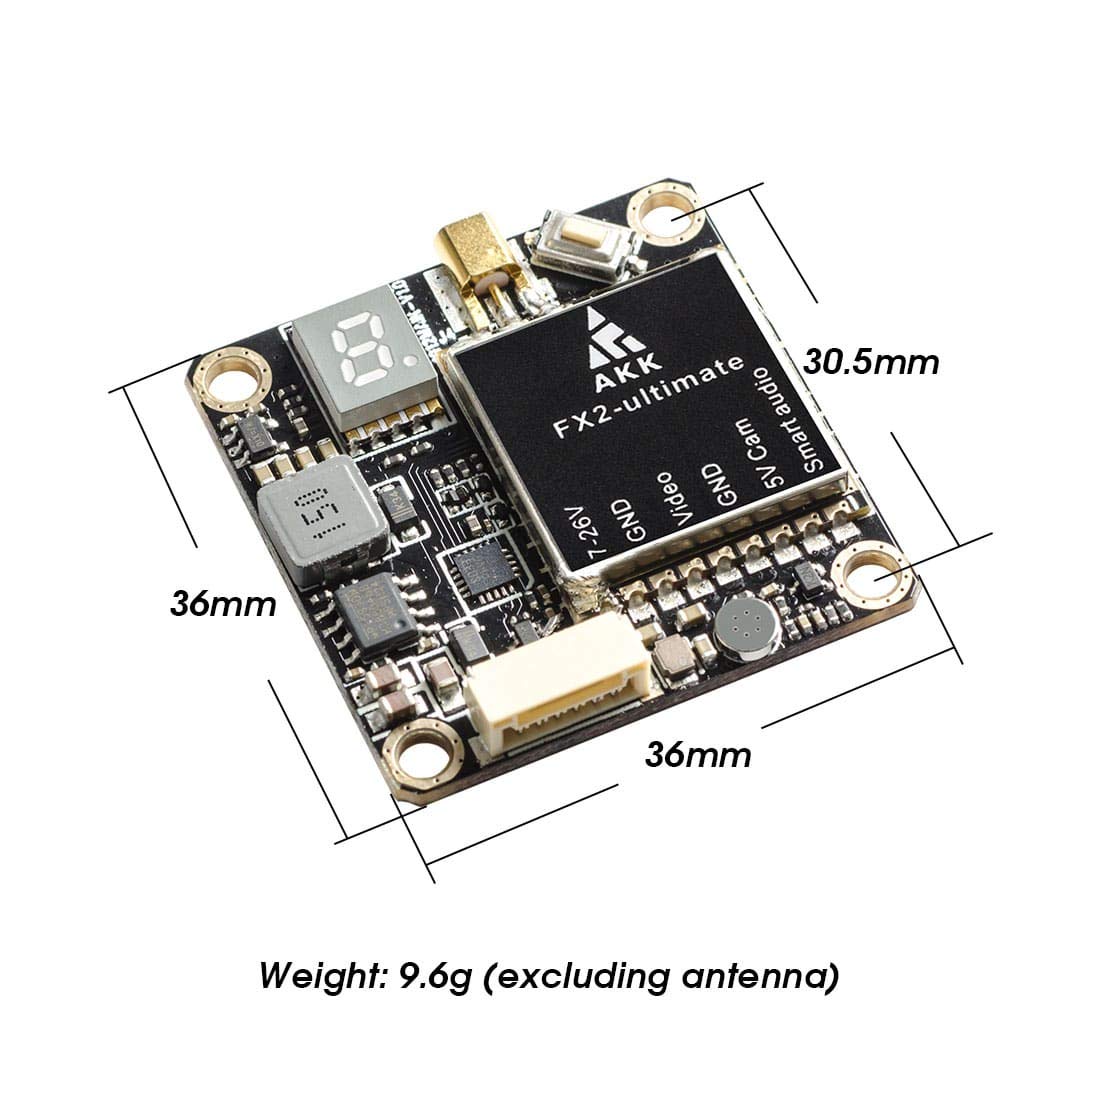 30.5mm
AKK
FX2-ultimate
7-26V
GND
Video
GND
5V Cam
Smart audio
36mm
36mm
Weight: 9.6g (excluding antenna)